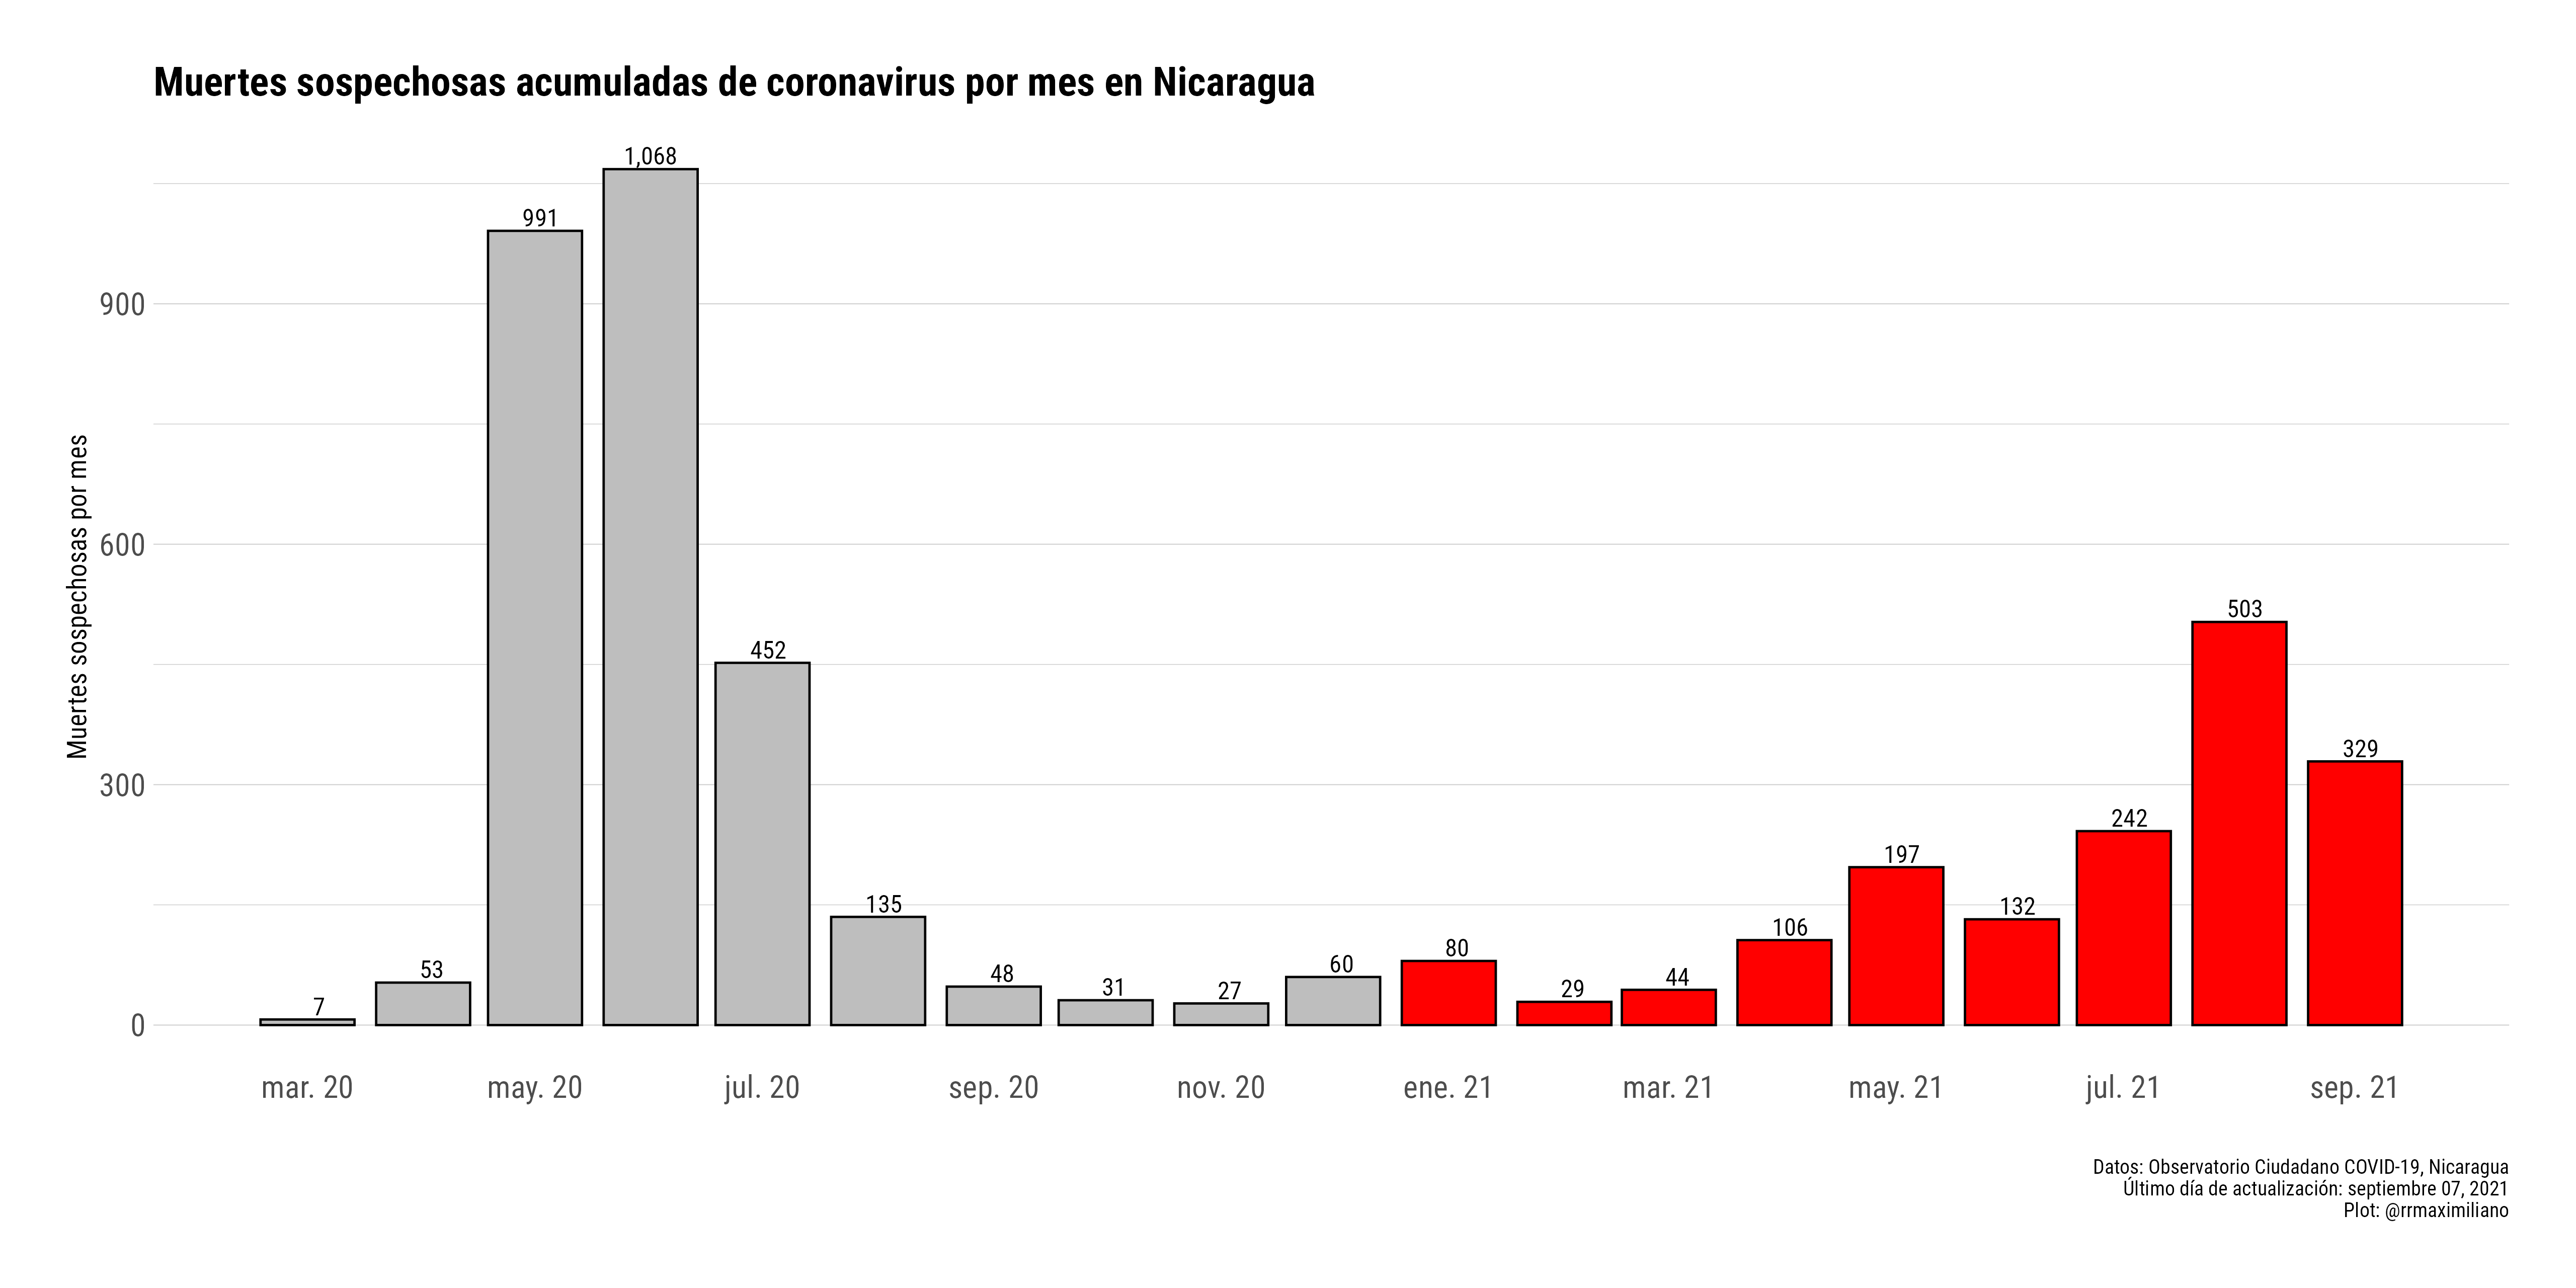 Muertes sospechosas acumuladas de coronavirus por mes en Nicaragua
Muertes sospechosas por mes
900
600
300
0
7
53
991
1,068
452
135
48
31
27
60
80
29
44
106
197
132
242
503
329
mar. 20
may. 20
jul. 20
sep. 20
nov. 20
ene. 21
mar. 21
may. 21
jul. 21
sep. 21
Datos: Observatorio Ciudadano COVID-19, Nicaragua
Último día de actualización: septiembre 07, 2021
Plot: @rrmaximiliano